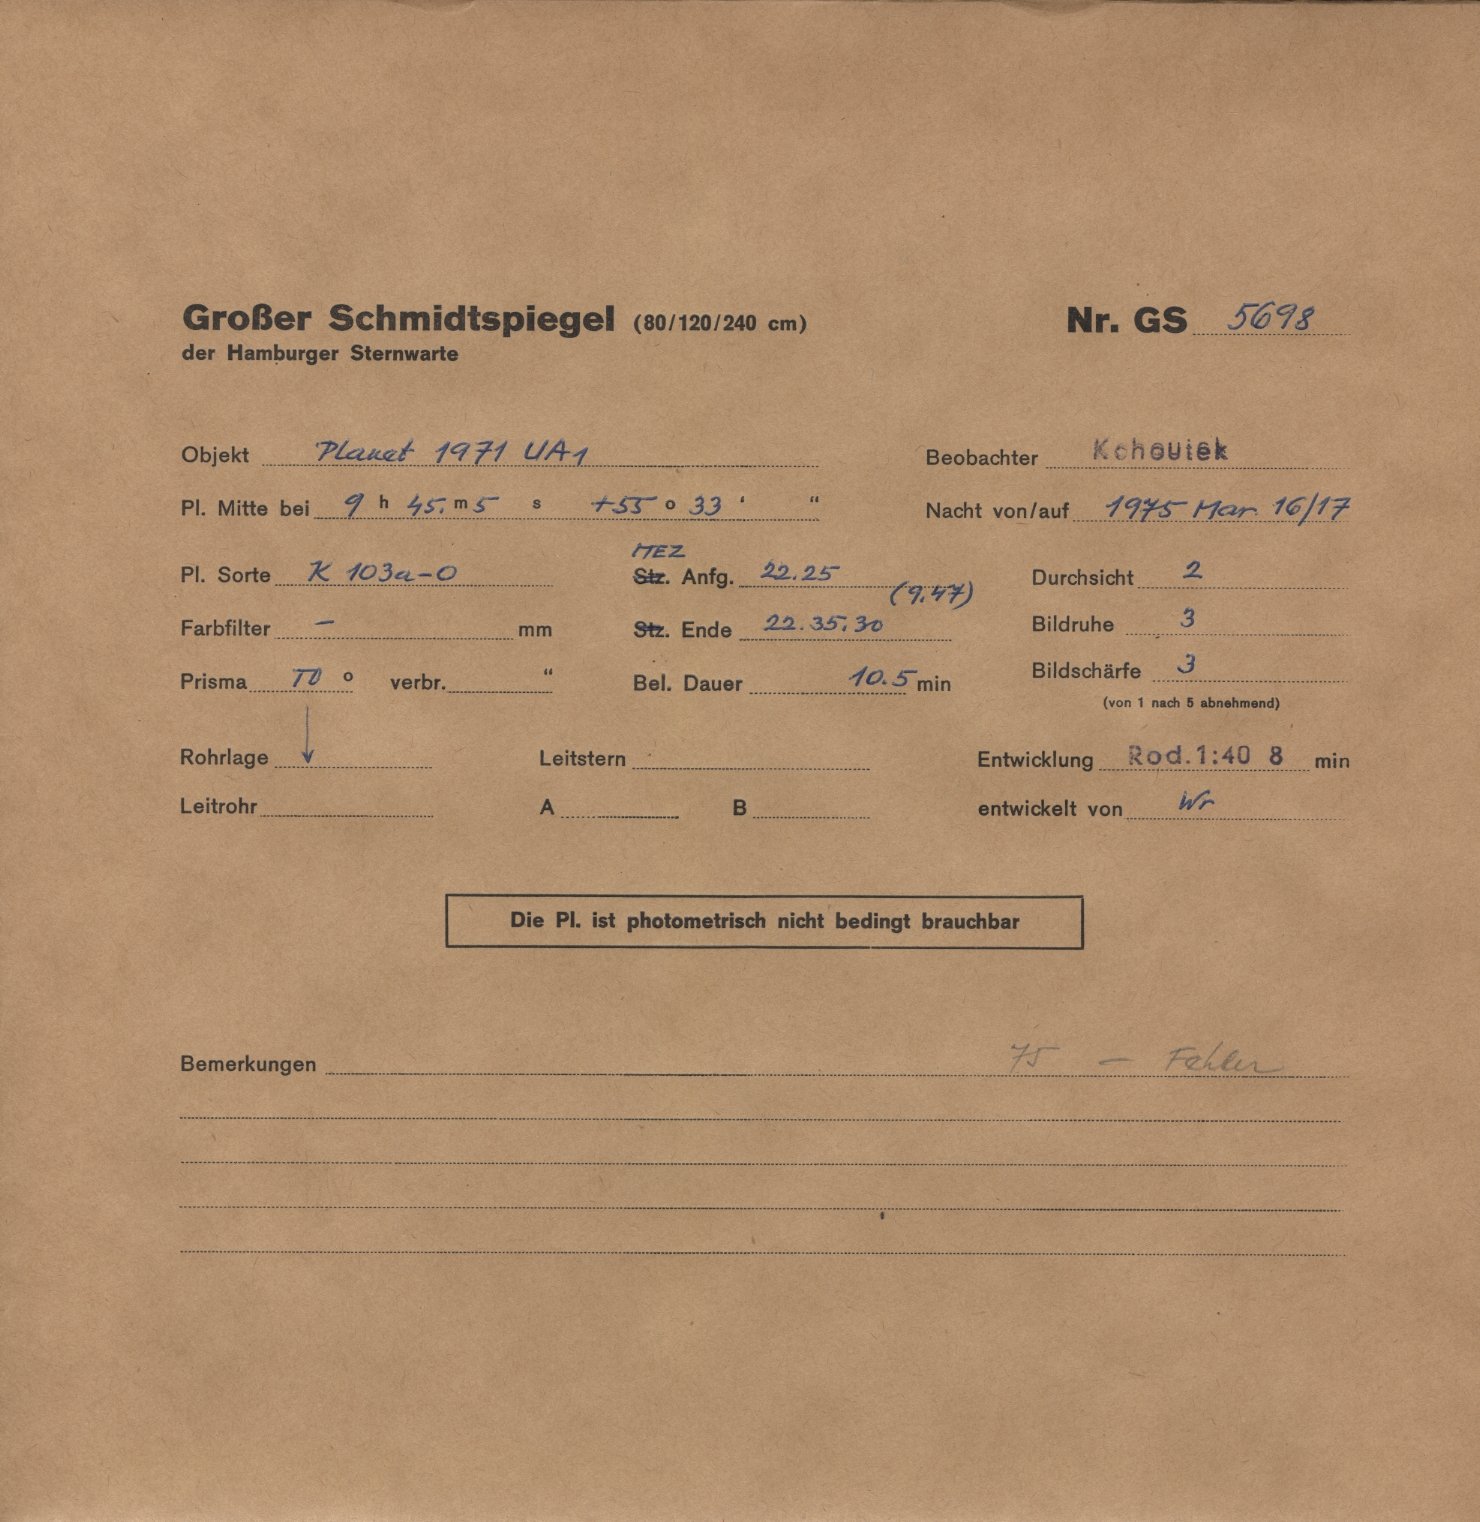 Großer Schmidtspiegel (80/120/240 cm) Nr. GS 5698
der Hamburger Sternwarte
Objekt Planet 1971 UA1 Beobachter Kohoutek
Pl. Mitte bei 9 h 45. m 5 s +55 o 33 ' “ Nacht von/auf 1975 Mar. 16/17
MEZ
Pl. Sorte K 103a-O Stz. Anfg. 22.25 Durchsicht 2
(9.47)
Farbfilter – mm Stz. Ende 22.35.30 Bildruhe 3
Prisma o verbr. “ Bel. Dauer 10.5 min Bildschärfe 3
(von 1 nach 5 abnehmend)
Rohrlage Leitstern Entwicklung Rod.1:40 8 min
Leitrohr A B entwickelt von Wr
Die Pl. ist photometrisch nicht bedingt brauchbar
Bemerkungen 75 – Fehler